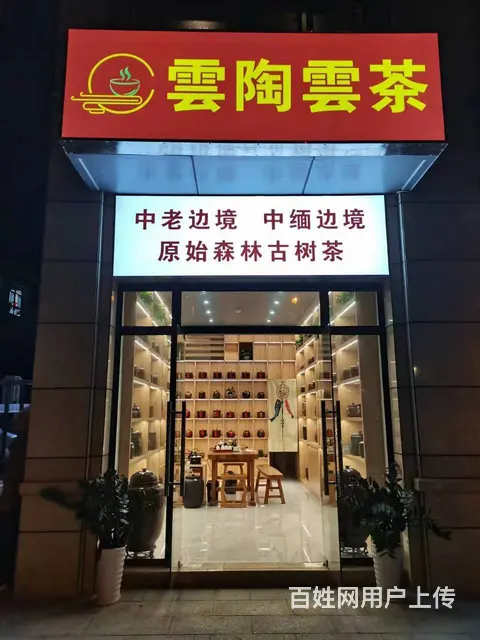 雲陶雲茶
中老边境 中缅边境
原始森林古树茶
百姓网用户上传